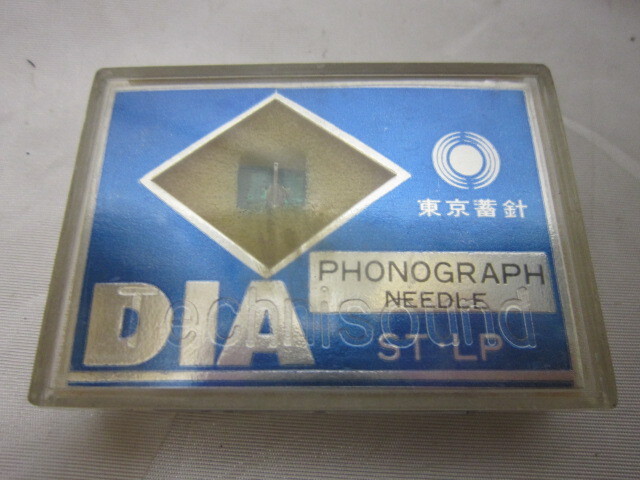 東京蓄針
PHONOGRAPH
NEEDLE
Technisound
DIA
ST-LP